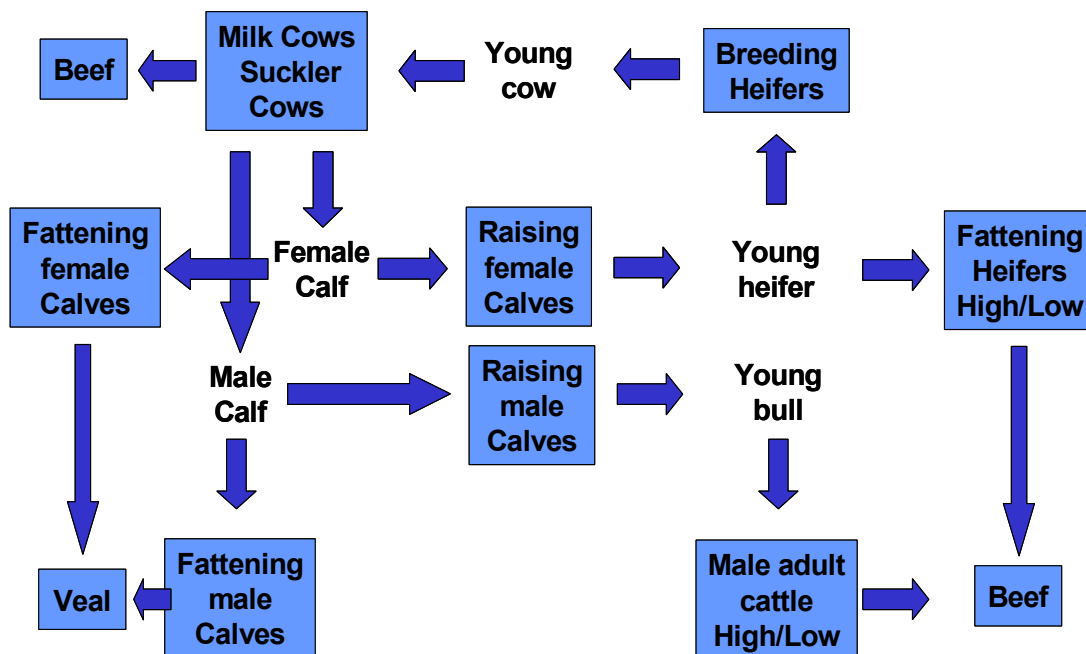 Beef
Milk Cows
Suckler
Cows
Young
cow
Breeding
Heifers
Fattening
female
Calves
Female
Calf
Raising
female
Calves
Young
heifer
Fattening
Heifers
High/Low
Male
Calf
Raising
male
Calves
Young
bull
Veal
Fattening
male
Calves
Male adult
cattle
High/Low
Beef